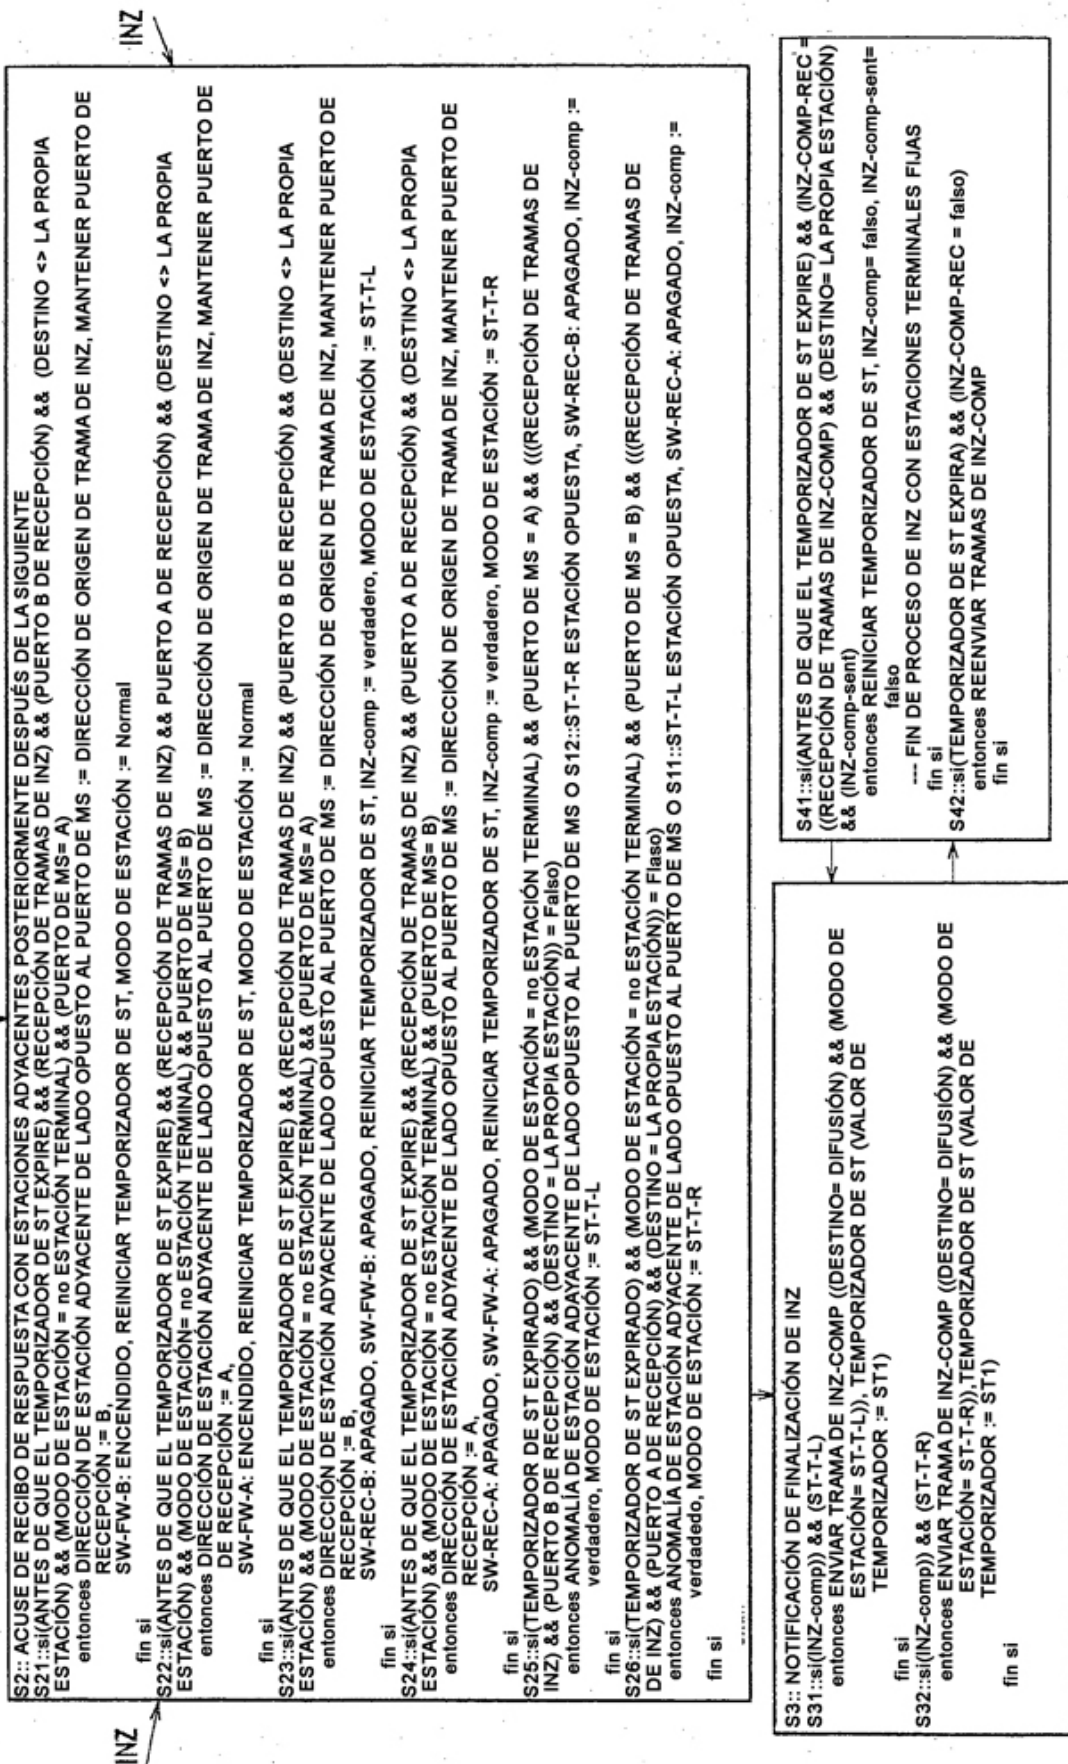 INZ
INZ
S2:: ACUSE DE RECIBO DE RESPUESTA CON ESTACIONES ADYACENTES POSTERIORMENTE DESPUÉS DE LA SIGUIENTE
S21::si(ANTES DE QUE EL TEMPORIZADOR DE ST EXPIRE) && (RECEPCIÓN DE TRAMAS DE INZ) && (PUERTO B DE RECEPCIÓN) && (DESTINO <> LA PROPIA
ESTACIÓN) && (MODO DE ESTACIÓN = no ESTACIÓN TERMINAL) && (PUERTO DE MS= A)
entonces DIRECCIÓN DE ESTACIÓN ADYACENTE DE LADO OPUESTO AL PUERTO DE MS := DIRECCIÓN DE ORIGEN DE TRAMA DE INZ, MANTENER PUERTO DE
RECEPCIÓN := B,
SW-FW-B: ENCENDIDO, REINICIAR TEMPORIZADOR DE ST, MODO DE ESTACIÓN := Normal
fin si
S22::si(ANTES DE QUE EL TEMPORIZADOR DE ST EXPIRE) && (RECEPCIÓN DE TRAMAS DE INZ) && PUERTO A DE RECEPCIÓN) && (DESTINO <> LA PROPIA
ESTACIÓN) && (MODO DE ESTACIÓN= no ESTACIÓN TERMINAL) && PUERTO DE MS= B)
entonces DIRECCIÓN DE ESTACIÓN ADYACENTE DE LADO OPUESTO AL PUERTO DE MS := DIRECCIÓN DE ORIGEN DE TRAMA DE INZ, MANTENER PUERTO DE
DE RECEPCIÓN := A,
SW-FW-A: ENCENDIDO, REINICIAR TEMPORIZADOR DE ST, MODO DE ESTACIÓN := Normal
fin si
S23::si(ANTES DE QUE EL TEMPORIZADOR DE ST EXPIRE) && (RECEPCIÓN DE TRAMAS DE INZ) && (PUERTO B DE RECEPCIÓN) && (DESTINO <> LA PROPIA
ESTACIÓN) && (MODO DE ESTACIÓN = no ESTACIÓN TERMINAL) && (PUERTO DE MS= A)
entonces DIRECCIÓN DE ESTACIÓN ADYACENTE DE LADO OPUESTO AL PUERTO DE MS := DIRECCIÓN DE ORIGEN DE TRAMA DE INZ, MANTENER PUERTO DE
RECEPCIÓN := B,
SW-REC-B: APAGADO, SW-FW-B: APAGADO, REINICIAR TEMPORIZADOR DE ST, INZ-comp := verdadero, MODO DE ESTACIÓN := ST-T-L
fin si
S24::si(ANTES DE QUE EL TEMPORIZADOR DE ST EXPIRE) && (RECEPCIÓN DE TRAMAS DE INZ) && (PUERTO A DE RECEPCIÓN) && (DESTINO <> LA PROPIA
ESTACIÓN) && (MODO DE ESTACIÓN = no ESTACIÓN TERMINAL) && (PUERTO DE MS= B)
entonces DIRECCIÓN DE ESTACIÓN ADYACENTE DE LADO OPUESTO AL PUERTO DE MS := DIRECCIÓN DE ORIGEN DE TRAMA DE INZ, MANTENER PUERTO DE
RECEPCIÓN := A,
SW-REC-A: APAGADO, SW-FW-A: APAGADO, REINICIAR TEMPORIZADOR DE ST, INZ-comp := verdadero, MODO DE ESTACIÓN := ST-T-R
fin si
S25::si(TEMPORIZADOR DE ST EXPIRADO) && (MODO DE ESTACIÓN = no ESTACIÓN TERMINAL) && (PUERTO DE MS = A) && (((RECEPCIÓN DE TRAMAS DE
INZ) && (PUERTO B DE RECEPCIÓN) && (DESTINO = LA PROPIA ESTACIÓN)) = Falso)
entonces ANOMALÍA DE ESTACIÓN ADAYACENTE DE LADO OPUESTO AL PUERTO DE MS O S12::ST-T-R ESTACIÓN OPUESTA, SW-REC-B: APAGADO, INZ-comp :=
verdadero, MODO DE ESTACIÓN := ST-T-L
fin si
S26::si(TEMPORIZADOR DE ST EXPIRADO) && (MODO DE ESTACIÓN = no ESTACIÓN TERMINAL) && (PUERTO DE MS = B) && (((RECEPCIÓN DE TRAMAS DE
DE INZ) && (PUERTO A DE RECEPCIÓN) && (DESTINO = LA PROPIA ESTACIÓN)) = Flaso)
entonces ANOMALÍA DE ESTACIÓN ADYACENTE DE LADO OPUESTO AL PUERTO DE MS O S11::ST-T-L ESTACIÓN OPUESTA, SW-REC-A: APAGADO, INZ-comp :=
verdadedo, MODO DE ESTACIÓN := ST-T-R
fin si
S3:: NOTIFICACIÓN DE FINALIZACIÓN DE INZ
S31::si(INZ-comp)) && (ST-T-L)
entonces ENVIAR TRAMA DE INZ-COMP ((DESTINO= DIFUSIÓN) && (MODO DE
ESTACIÓN= ST-T-L)), TEMPORIZADOR DE ST (VALOR DE
TEMPORIZADOR := ST1)
fin si
S32::si(INZ-comp)) && (ST-T-R)
entonces ENVIAR TRAMA DE INZ-COMP ((DESTINO= DIFUSIÓN) && (MODO DE
ESTACIÓN= ST-T-R)),TEMPORIZADOR DE ST (VALOR DE
TEMPORIZADOR := ST1)
fin si
S41::si(ANTES DE QUE EL TEMPORIZADOR DE ST EXPIRE) && (INZ-COMP-REC =
((RECEPCIÓN DE TRAMAS DE INZ-COMP) && (DESTINO= LA PROPIA ESTACIÓN)
&& (INZ-comp-sent)
entonces REINICIAR TEMPORIZADOR DE ST, INZ-comp= falso, INZ-comp-sent=
falso
--- FIN DE PROCESO DE INZ CON ESTACIONES TERMINALES FIJAS
fin si
S42::si(TEMPORIZADOR DE ST EXPIRA) && (INZ-COMP-REC = falso)
entonces REENVIAR TRAMAS DE INZ-COMP
fin si